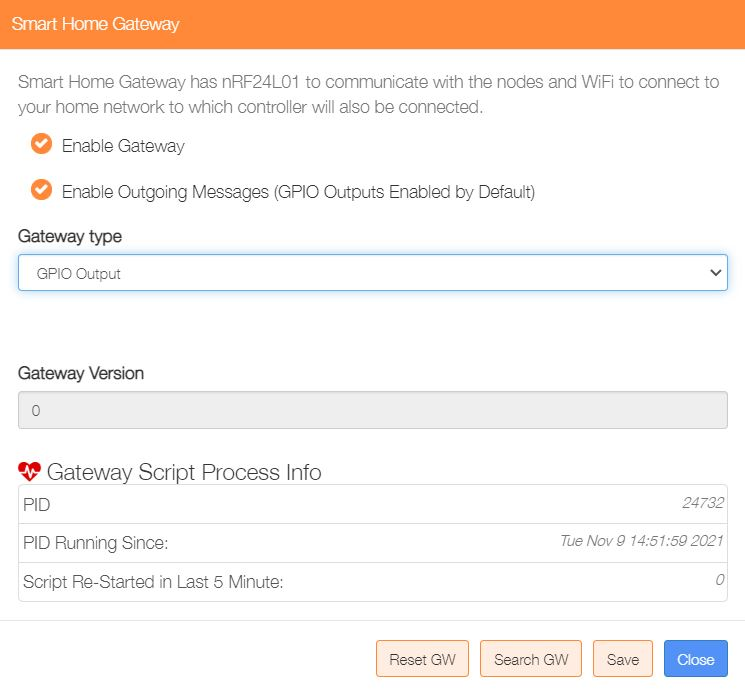 Smart Home Gateway
Smart Home Gateway has nRF24L01 to communicate with the nodes and WiFi to connect to
your home network to which controller will also be connected.
Enable Gateway
Enable Outgoing Messages (GPIO Outputs Enabled by Default)
Gateway type
GPIO Output
Gateway Version
0
Gateway Script Process Info
PID 24732
PID Running Since: Tue Nov 9 14:51:59 2021
Script Re-Started in Last 5 Minute: 0
Reset GW Search GW Save Close